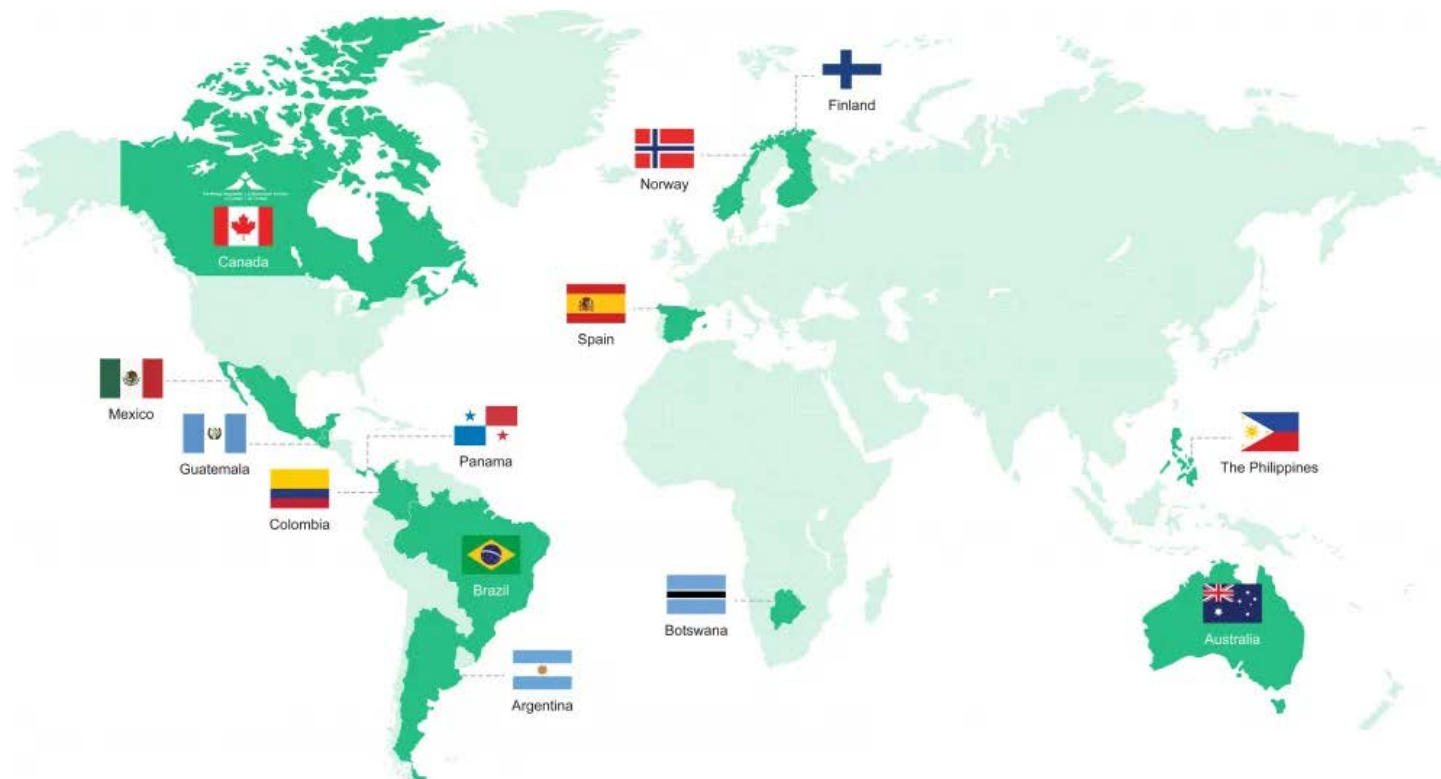 Finland
Norway
Canada
Spain
Mexico
Guatemala
Panama
The Philippines
Colombia
Brazil
Botswana
Australia
Argentina